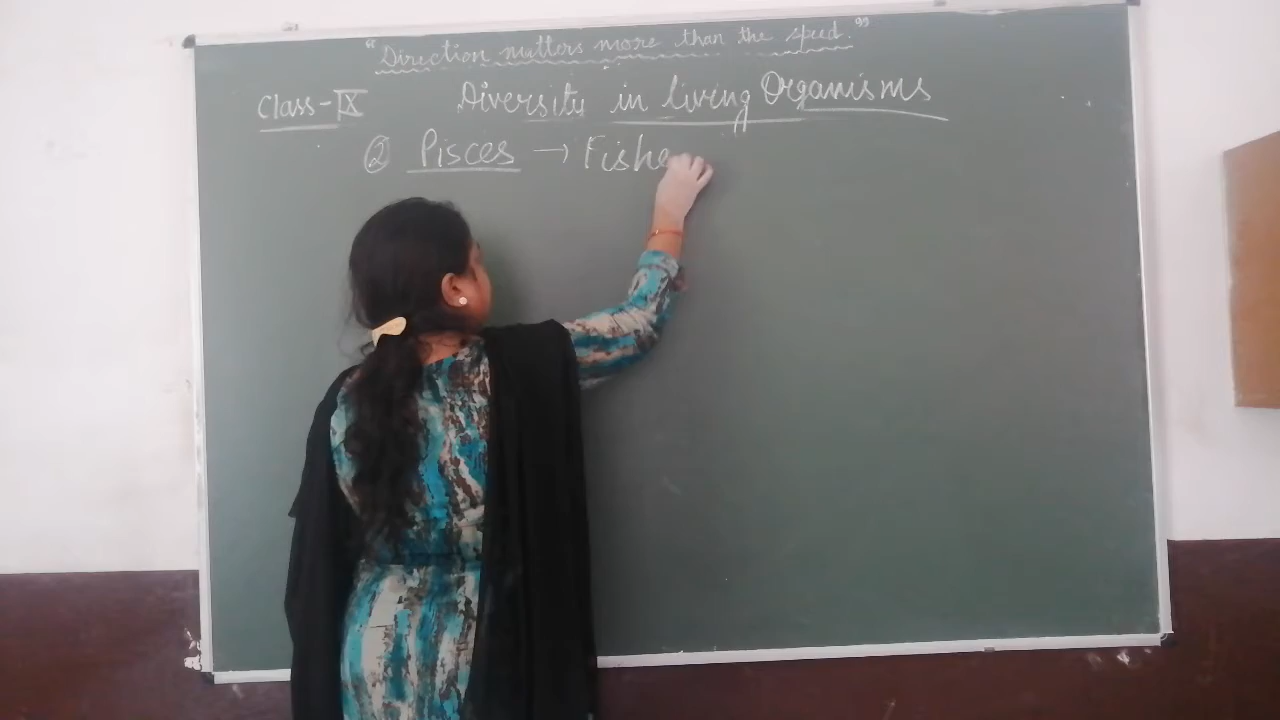 "Direction matters more than the speed."
Class-IX Diversity in living Organisms
② Pisces → Fishe